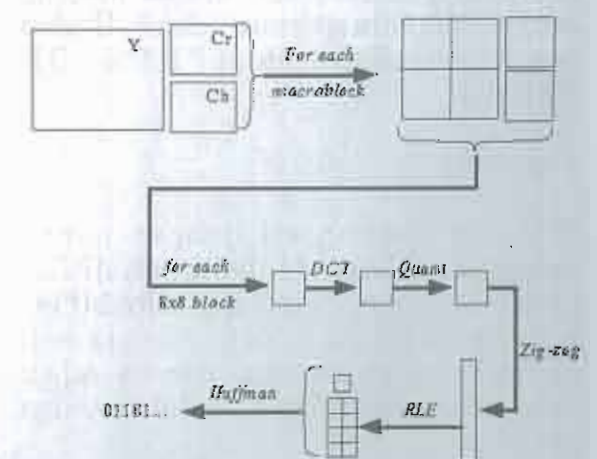 Y
Cr
Cb
For each
macroblock
for each
8x8 block
DCT
Quant
Zig-zag
RLE
Huffman